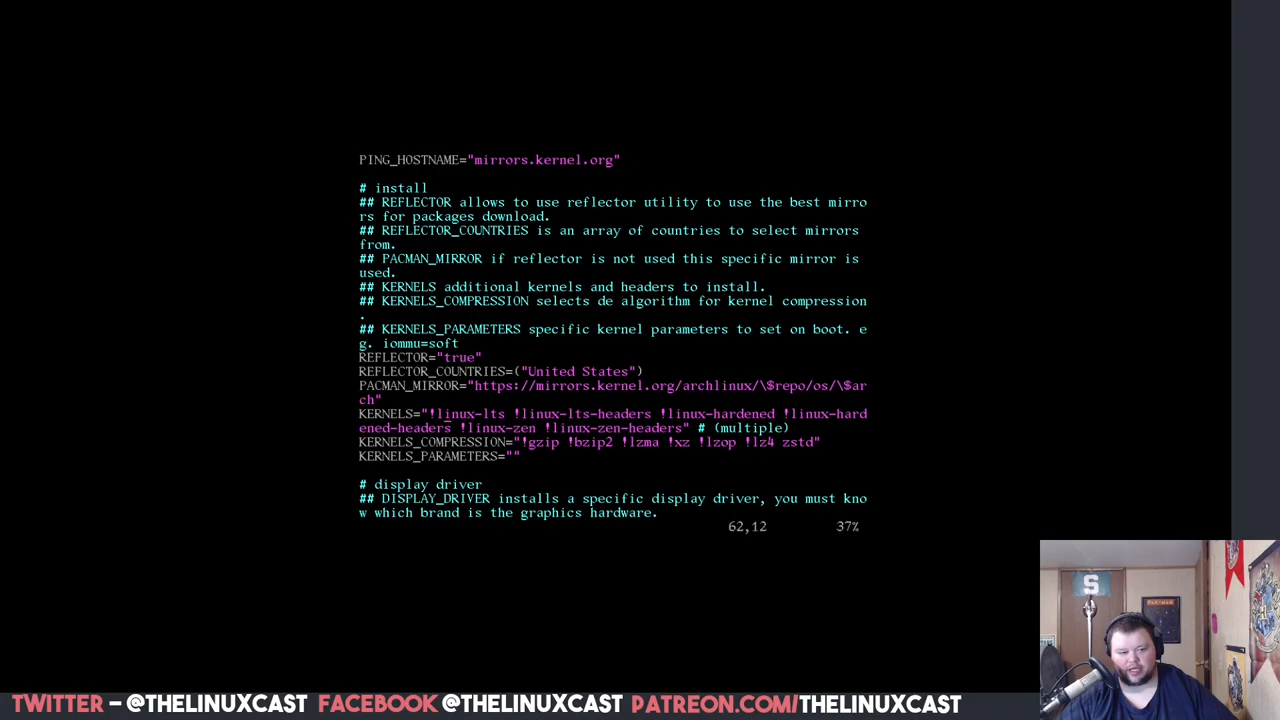 PING_HOSTNAME="mirrors.kernel.org"
# install
## REFLECTOR allows to use reflector utility to use the best mirro
rs for packages download.
## REFLECTOR_COUNTRIES is an array of countries to select mirrors
from.
## PACMAN_MIRROR if reflector is not used this specific mirror is
used.
## KERNELS additional kernels and headers to install.
## KERNELS_COMPRESSION selects de algorithm for kernel compression
.
## KERNELS_PARAMETERS specific kernel parameters to set on boot. e
g. iommu=soft
REFLECTOR="true"
REFLECTOR_COUNTRIES=("United States")
PACMAN_MIRROR="https://mirrors.kernel.org/archlinux/\$repo/os/\$ar
ch"
KERNELS="!linux-lts !linux-lts-headers !linux-hardened !linux-hard
ened-headers !linux-zen !linux-zen-headers" # (multiple)
KERNELS_COMPRESSION="!gzip !bzip2 !lzma !xz !lzop !lz4 zstd"
KERNELS_PARAMETERS=""
# display driver
## DISPLAY_DRIVER installs a specific display driver, you must kno
w which brand is the graphics hardware.
62,12 37%
S
TWITTER – @THELINUXCAST FACEBOOK @THELINUXCAST PATREON.COM/THELINUXCAST